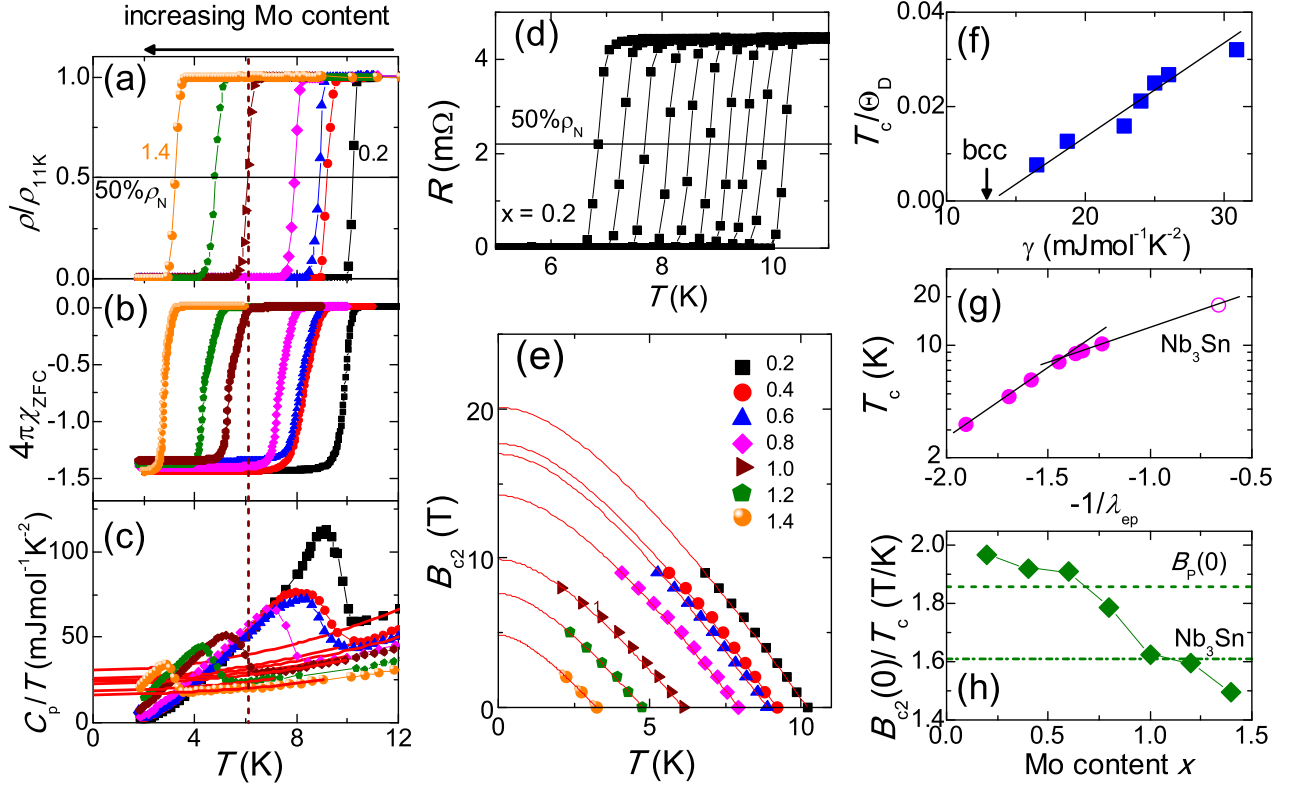 increasing Mo content
(a)
1.0
0.5
0.0
ρ/ρ11K
1.4
0.2
50%ρN
(b)
0.0
-0.5
-1.0
-1.5
4πχZFC
(c)
100
50
0
Cp/T (mJmol-1K-2)
0 4 8 12
T (K)
(d)
4
2
0
R (mΩ)
50%ρN
x = 0.2
6 8 10
T (K)
(e)
0.2
0.4
0.6
0.8
1.0
1.2
1.4
20
10
0
Bc2 (T)
1
0 5 10
T (K)
(f)
0.04
0.02
0.00
Tc/ΘD
bcc
10 20 30
γ (mJmol-1K-2)
(g)
20
10
2
Tc (K)
Nb3Sn
-2.0 -1.5 -1.0 -0.5
-1/λep
2.0
1.8
1.6
1.4
Bc2(0)/Tc (T/K)
BP(0)
Nb3Sn
(h)
0.0 0.5 1.0 1.5
Mo content x